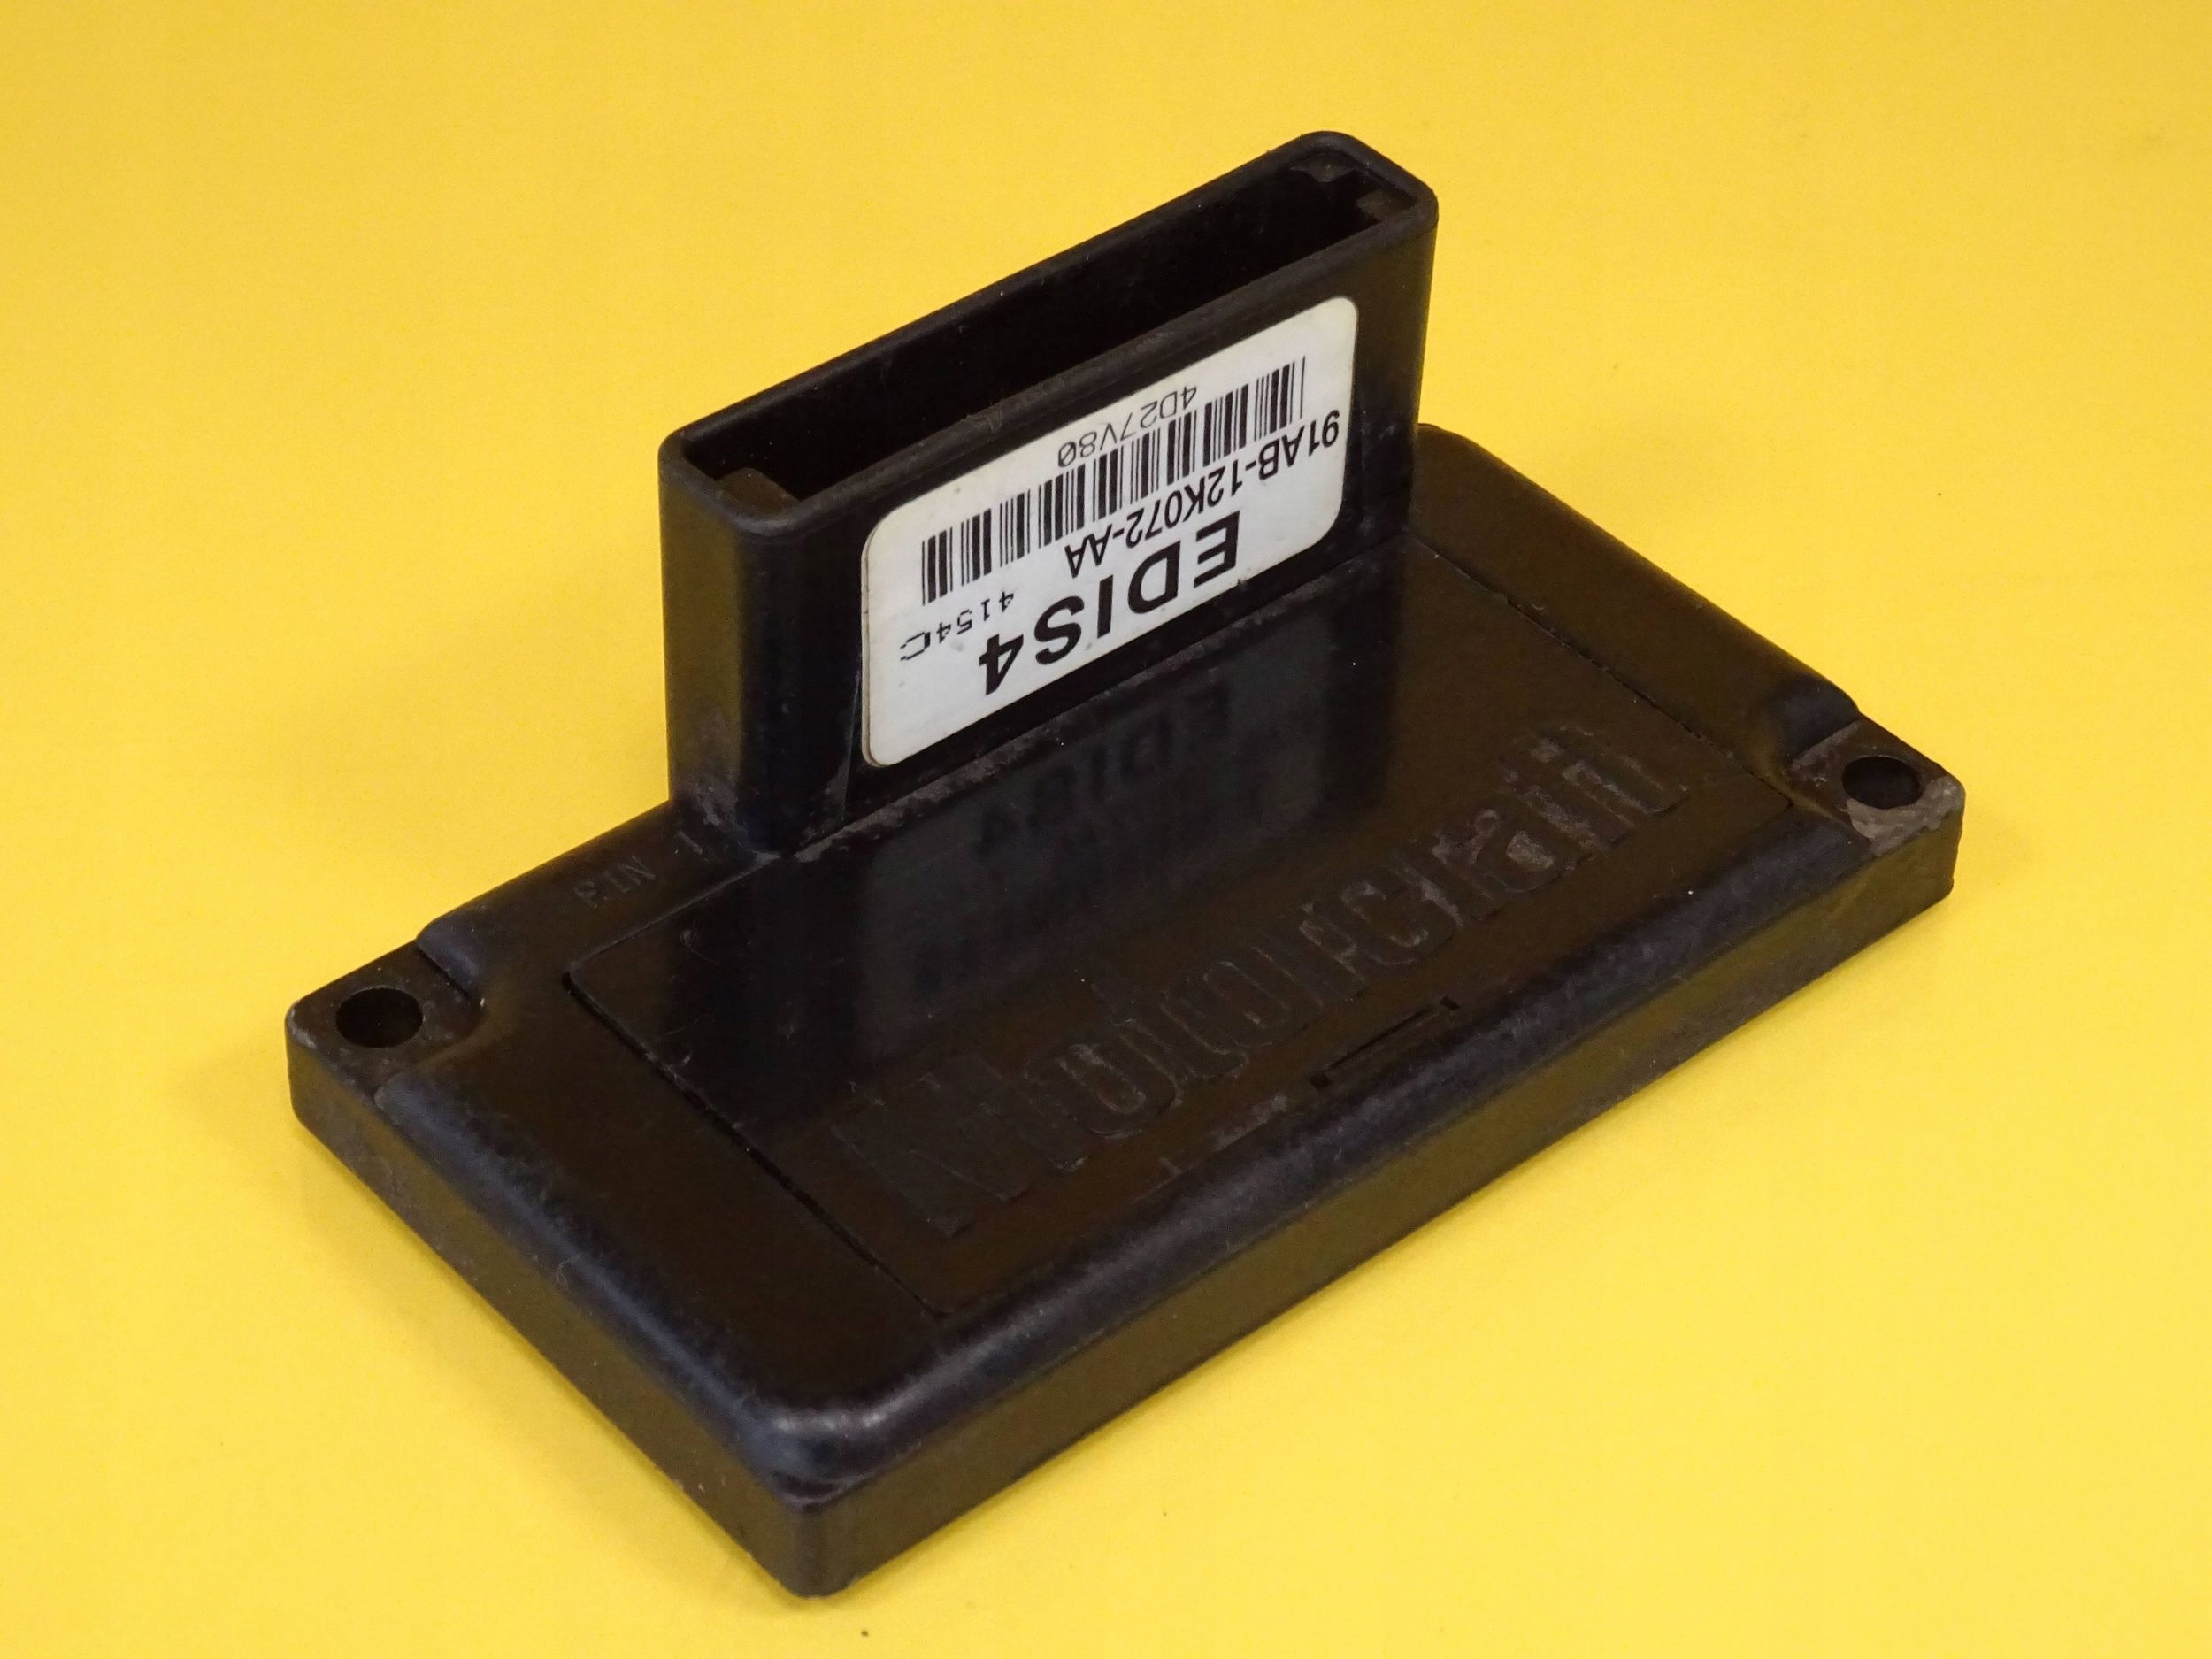 EDIS4
4154C
91AB-12K072-AA
4D27V80
PIN 1
Motorcraft